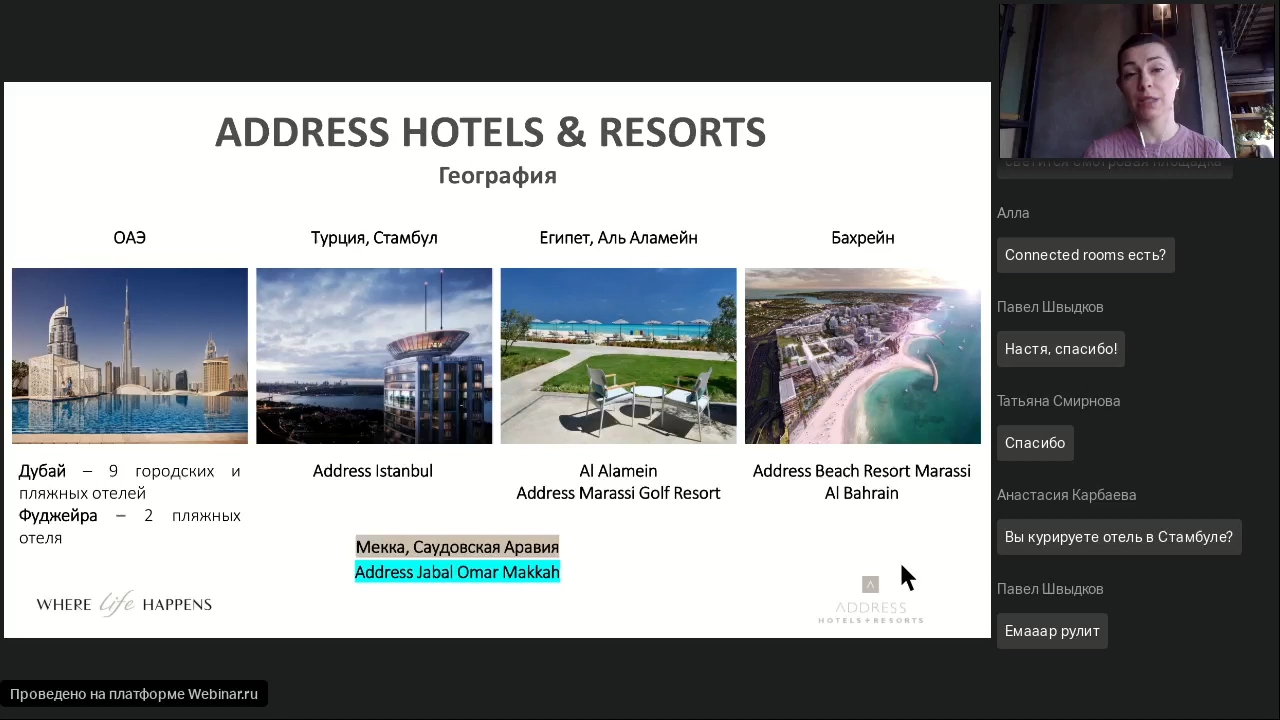 ADDRESS HOTELS & RESORTS
География
ОАЭ
Турция, Стамбул
Египет, Аль Аламейн
Бахрейн
Дубай – 9 городских и
пляжных отелей
Фуджейра – 2 пляжных
отеля
Address Istanbul
Al Alamein
Address Marassi Golf Resort
Address Beach Resort Marassi
Al Bahrain
Мекка, Саудовская Аравия
Address Jabal Omar Makkah
WHERE life HAPPENS
ADDRESS
HOTELS+RESORTS
светится смотровая площадка
Алла
Connected rooms есть?
Павел Швыдков
Настя, спасибо!
Татьяна Смирнова
Спасибо
Анастасия Карбаева
Вы курируете отель в Стамбуле?
Павел Швыдков
Емааар рулит
Проведено на платформе Webinar.ru